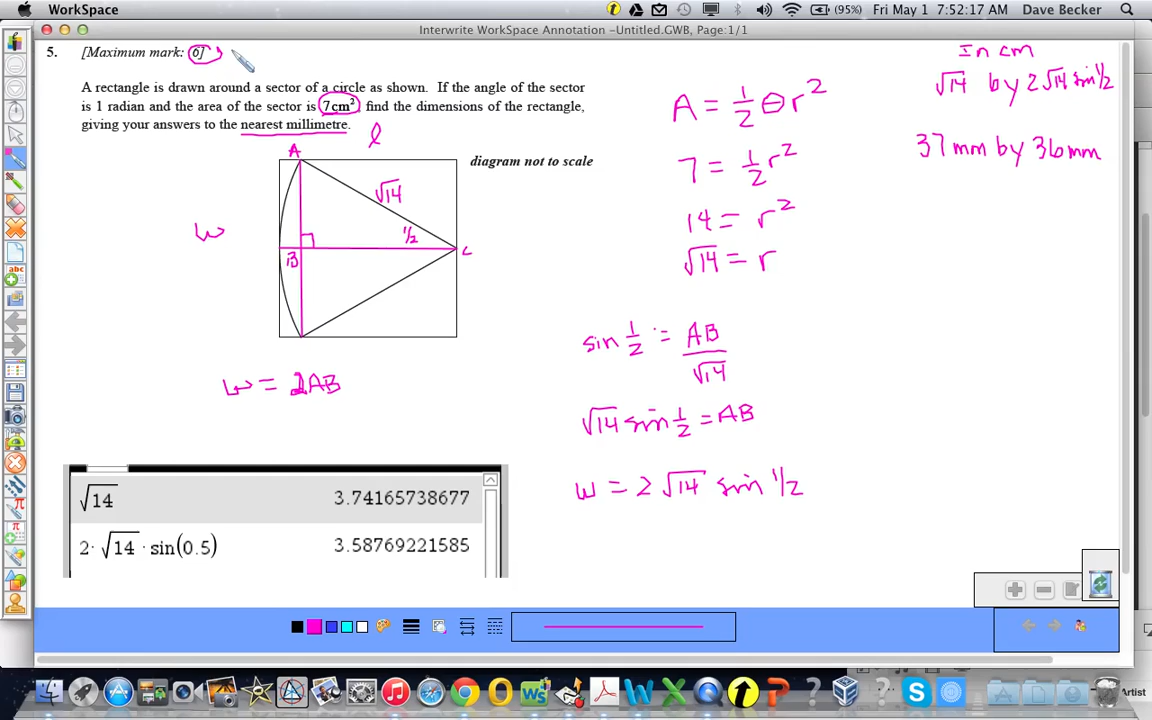 WorkSpace
(95%)
Fri May 1 7:52:17 AM
Dave Becker
Interwrite WorkSpace Annotation -Untitled.GWB, Page:1/1
5. [Maximum mark: 6]
A rectangle is drawn around a sector of a circle as shown. If the angle of the sector
is 1 radian and the area of the sector is 7cm² find the dimensions of the rectangle,
giving your answers to the nearest millimetre.
l
A
diagram not to scale
√14
w
1/2
B
C
w = 2AB
A = 1/2 θ r²
7 = 1/2 r²
14 = r²
√14 = r
sin 1/2 = AB/√14
√14 sin 1/2 = AB
w = 2 √14 sin 1/2
In cm
√14 by 2√14 sin 1/2
37 mm by 36 mm
√14 3.74165738677
2·√14·sin(0.5) 3.58769221585
abc
Artist